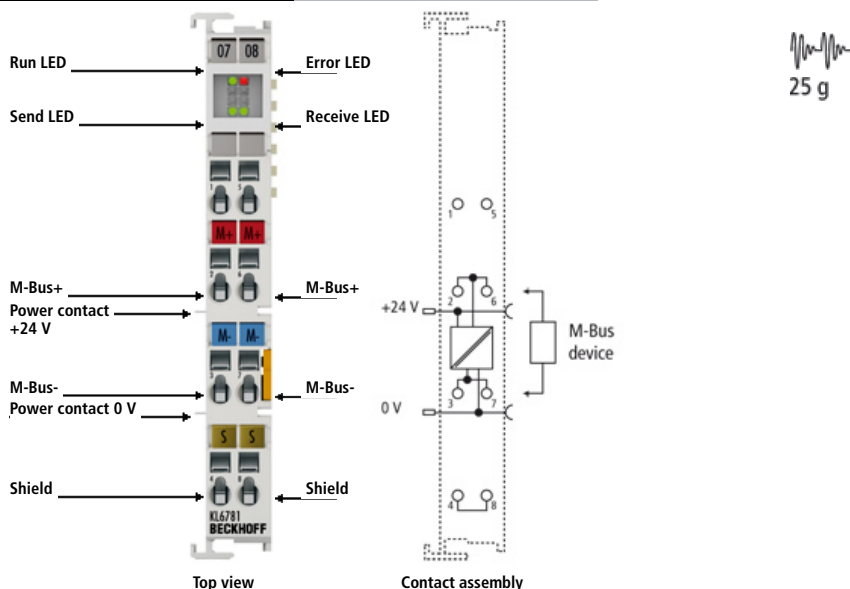 07 08
Run LED
Error LED
25 g
Send LED
Receive LED
1 5
1 5
M+ M+
2 6
M-Bus+
M-Bus+
Power contact
+24 V
+24 V
2 6
M-Bus
device
M- M-
3 7
M-Bus-
M-Bus-
Power contact 0 V
0 V
3 7
S S
4 8
Shield
Shield
4 8
KL6781
BECKHOFF
Top view
Contact assembly